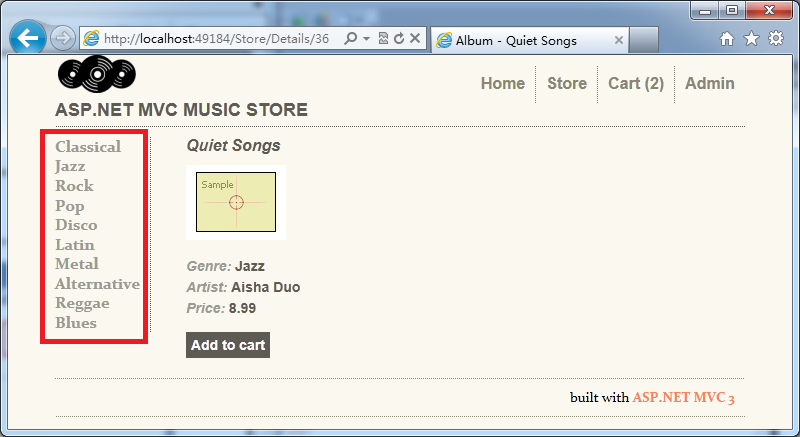 http://localhost:49184/Store/Details/36
Album - Quiet Songs
Home
Store
Cart (2)
Admin
ASP.NET MVC MUSIC STORE
Classical
Jazz
Rock
Pop
Disco
Latin
Metal
Alternative
Reggae
Blues
Quiet Songs
Sample
Genre: Jazz
Artist: Aisha Duo
Price: 8.99
Add to cart
built with ASP.NET MVC 3